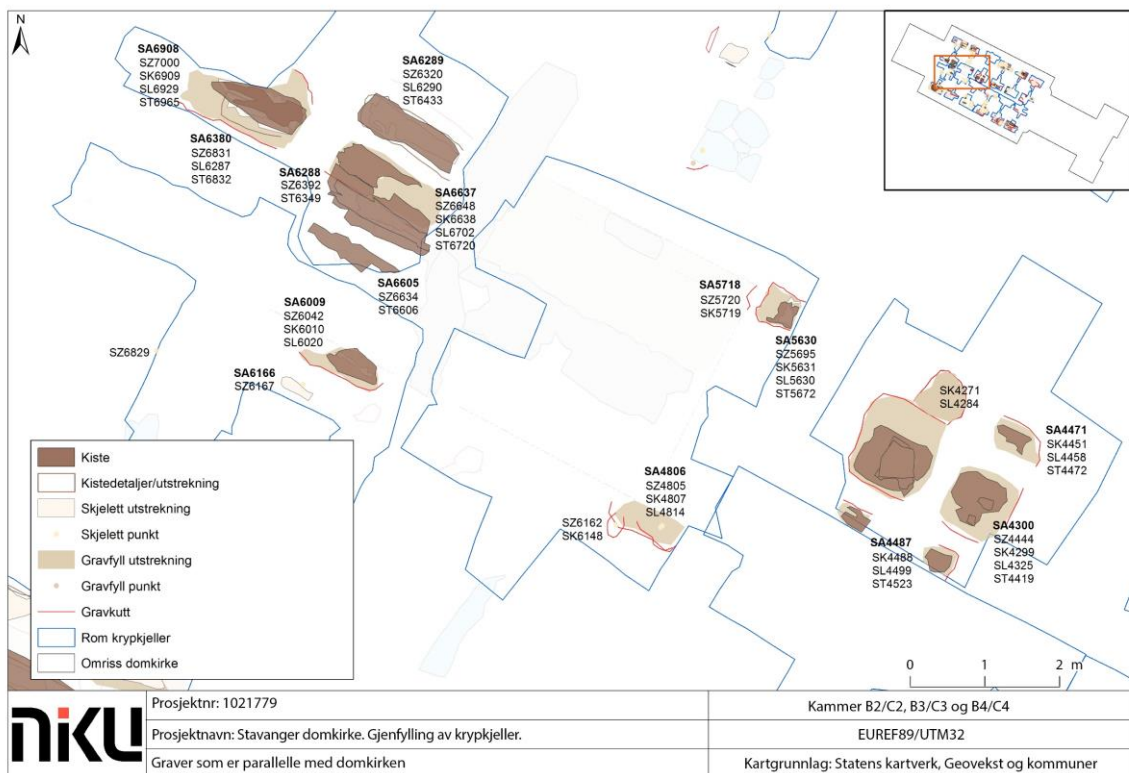 N
SA6908
SZ7000
SK6909
SL6929
ST6965
SA6289
SZ6320
SL6290
ST6433
SA6380
SZ6831
SL6287
ST6832
SA6288
SZ6392
ST6349
SA6637
SZ6648
SK6638
SL6702
ST6720
SA6605
SZ6634
ST6606
SA6009
SZ6042
SK6010
SL6020
SZ6829
SA6166
SZ6167
SA5718
SZ5720
SK5719
SA5630
SZ5695
SK5631
SL5630
ST5672
SK4271
SL4284
SA4471
SK4451
SL4458
ST4472
SA4806
SZ4805
SK4807
SL4814
SZ6162
SK6148
SA4487
SK4488
SL4499
ST4523
SA4300
SZ4444
SK4299
SL4325
ST4419
Kiste
Kistedetaljer/utstrekning
Skjelett utstrekning
Skjelett punkt
Gravfyll utstrekning
Gravfyll punkt
Gravkutt
Rom krypkjeller
Omriss domkirke
0 1 2 m
NIKU
Prosjektnr: 1021779
Kammer B2/C2, B3/C3 og B4/C4
Prosjektnavn: Stavanger domkirke. Gjenfylling av krypkjeller.
EUREF89/UTM32
Graver som er parallelle med domkirken
Kartgrunnlag: Statens kartverk, Geovekst og kommuner